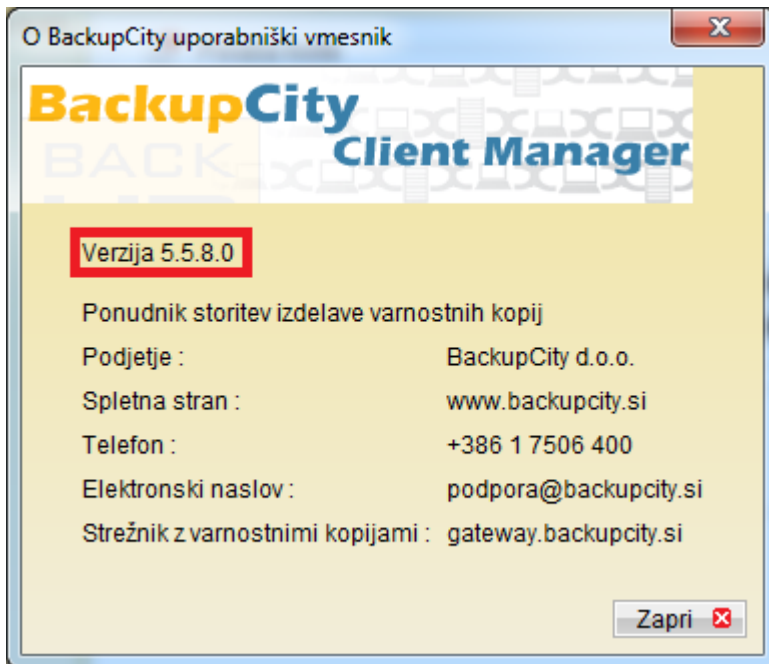 O BackupCity uporabniški vmesnik
BackupCity
Client Manager
BACK
UP
Verzija 5.5.8.0
Ponudnik storitev izdelave varnostnih kopij
Podjetje : BackupCity d.o.o.
Spletna stran : www.backupcity.si
Telefon : +386 1 7506 400
Elektronski naslov : podpora@backupcity.si
Strežnik z varnostnimi kopijami : gateway.backupcity.si
Zapri